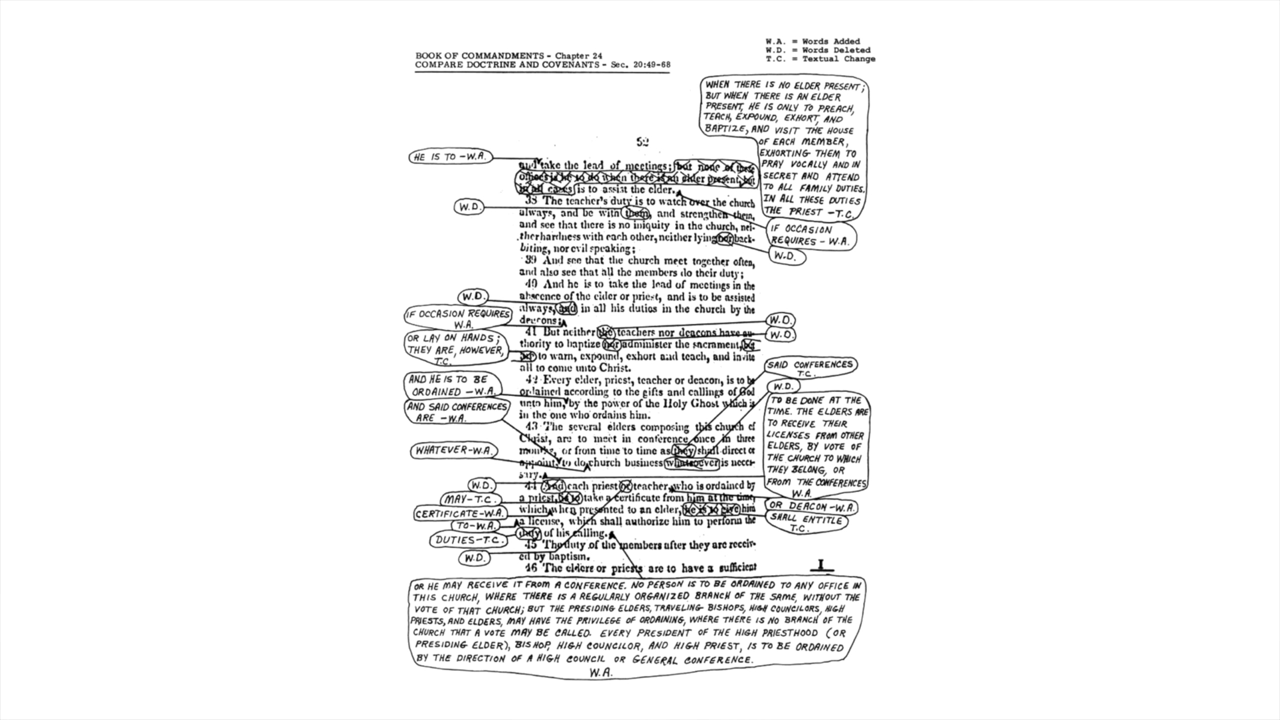 BOOK OF COMMANDMENTS - Chapter 24
COMPARE DOCTRINE AND COVENANTS - Sec. 20:49-68
W.A. = Words Added
W.D. = Words Deleted
T.C. = Textual Change
WHEN THERE IS NO ELDER PRESENT;
BUT WHEN THERE IS AN ELDER
PRESENT, HE IS ONLY TO PREACH,
TEACH, EXPOUND, EXHORT, AND
BAPTIZE, AND VISIT THE HOUSE
OF EACH MEMBER,
EXHORTING THEM TO
PRAY VOCALLY AND IN
SECRET AND ATTEND
TO ALL FAMILY DUTIES.
IN ALL THESE DUTIES
THE PRIEST - T.C.
52
HE IS TO - W.A.
and take the lead of meetings; but none of these
offices is he to do when there is an elder present, but
in all cases is to assist the elder.
W.D.
38 The teacher's duty is to watch over the church
always, and be with them, and strengthen them,
and see that there is no iniquity in the church, nei-
ther hardness with each other, neither lying nor back-
biting, nor evil speaking;
IF OCCASION
REQUIRES - W.A.
W.D.
39 And see that the church meet together often,
and also see that all the members do their duty;
40 And he is to take the lead of meetings in the
abscence of the elder or priest, and is to be assisted
always, and in all his duties in the church by the
deacons;
W.D.
IF OCCASION REQUIRES
W.A.
W.D.
W.D.
41 But neither the teachers nor deacons have au-
thority to baptize nor administer the sacrament, but
are to warn, expound, exhort and teach, and invite
all to come unto Christ.
OR LAY ON HANDS;
THEY ARE, HOWEVER,
T.C.
SAID CONFERENCES
T.C.
W.D.
42 Every elder, priest, teacher or deacon, is to be
ordained according to the gifts and callings of God
unto him, by the power of the Holy Ghost which is
in the one who ordains him.
AND HE IS TO BE
ORDAINED - W.A.
AND SAID CONFERENCES
ARE - W.A.
43 The several elders composing this church of
Christ, are to meet in conference once in three
months, or from time to time as they shall direct or
appoint, to do church business whatsoever is neces-
sary.
WHATEVER - W.A.
TO BE DONE AT THE
TIME. THE ELDERS ARE
TO RECEIVE THEIR
LICENSES FROM OTHER
ELDERS, BY VOTE OF
THE CHURCH TO WHICH
THEY BELONG, OR
FROM THE CONFERENCES
W.A.
W.D.
MAY - T.C.
CERTIFICATE - W.A.
TO - W.A.
DUTIES - T.C.
W.D.
44 And each priest or teacher, who is ordained by
a priest, is to take a certificate from him at the time,
which when presented to an elder, he is to give him
a license, which shall authorize him to perform the
duty of his calling.
OR DEACON - W.A.
SHALL ENTITLE
T.C.
45 The duty of the members after they are receiv-
ed by baptism.
46 The elders or priests are to have a sufficient
I
OR HE MAY RECEIVE IT FROM A CONFERENCE. NO PERSON IS TO BE ORDAINED TO ANY OFFICE IN
THIS CHURCH, WHERE THERE IS A REGULARLY ORGANIZED BRANCH OF THE SAME, WITHOUT THE
VOTE OF THAT CHURCH; BUT THE PRESIDING ELDERS, TRAVELING BISHOPS, HIGH COUNCILORS, HIGH
PRIESTS, AND ELDERS, MAY HAVE THE PRIVILEGE OF ORDAINING, WHERE THERE IS NO BRANCH OF THE
CHURCH THAT A VOTE MAY BE CALLED. EVERY PRESIDENT OF THE HIGH PRIESTHOOD (OR
PRESIDING ELDER), BISHOP, HIGH COUNCILOR, AND HIGH PRIEST, IS TO BE ORDAINED
BY THE DIRECTION OF A HIGH COUNCIL OR GENERAL CONFERENCE.
W.A.